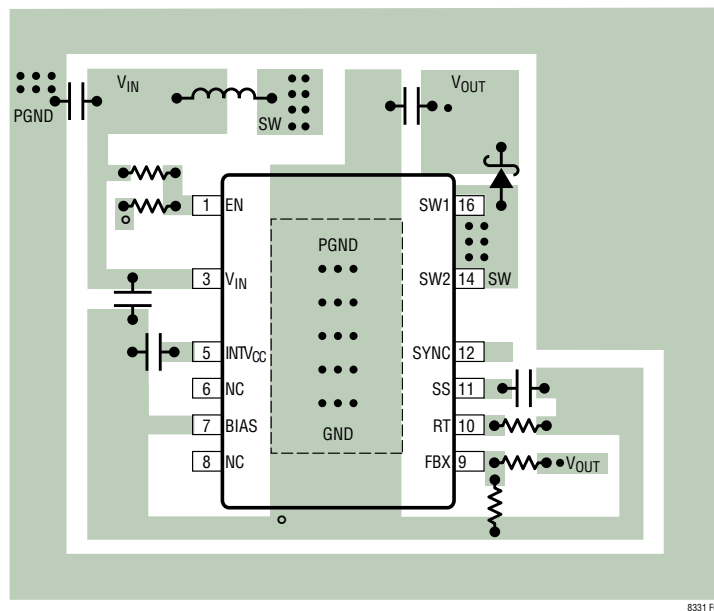 VIN
VOUT
PGND
SW
1 EN
SW1 16
PGND
3 VIN
SW2 14 SW
5 INTVCC
SYNC 12
6 NC
SS 11
7 BIAS
RT 10
GND
8 NC
FBX 9
VOUT
8331